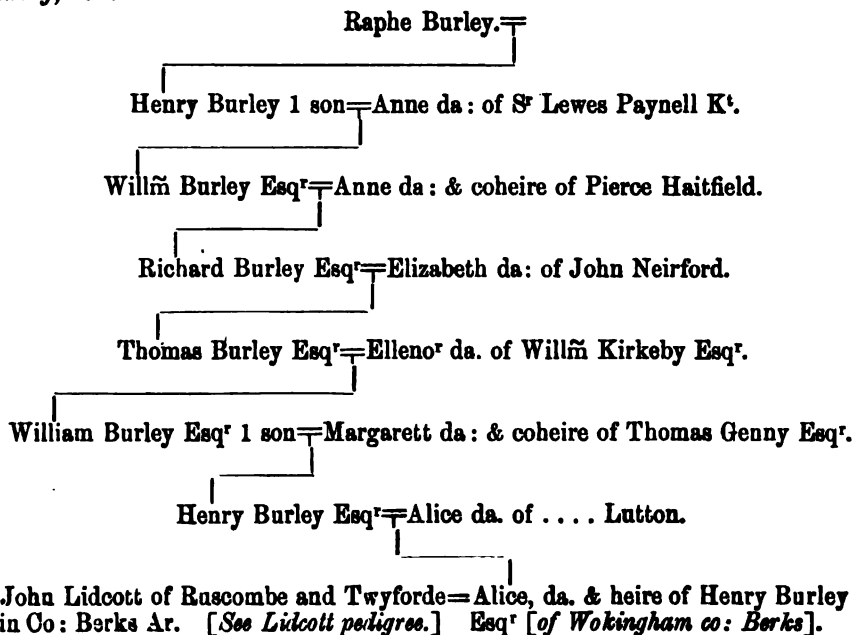 Raphe Burley.=
Henry Burley 1 son=Anne da: of Sʳ Lewes Paynell Kᵗ.
Willm̃ Burley Esqʳ=Anne da: & coheire of Pierce Haitfield.
Richard Burley Esqʳ=Elizabeth da: of John Neirford.
Thomas Burley Esqʳ=Ellenoʳ da. of Willm̃ Kirkeby Esqʳ.
William Burley Esqʳ 1 son=Margarett da: & coheire of Thomas Genny Esqʳ.
Henry Burley Esqʳ=Alice da. of .... Lutton.
John Lidcott of Ruscombe and Twyforde=Alice, da. & heire of Henry Burley
in Co: Berks Ar. [See Lidcott pedigree.] Esqʳ [of Wokingham co: Berks].